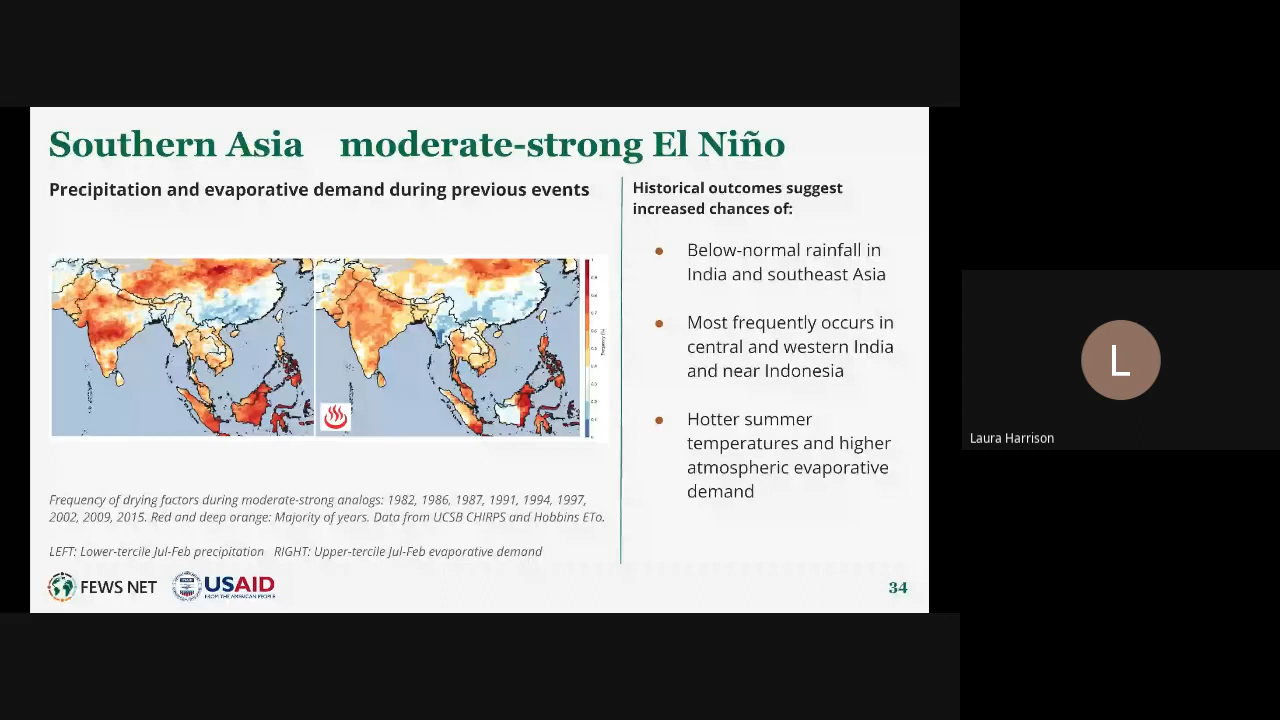 Southern Asia moderate-strong El Niño
Precipitation and evaporative demand during previous events
Historical outcomes suggest
increased chances of:
Below-normal rainfall in
India and southeast Asia
Most frequently occurs in
central and western India
and near Indonesia
Hotter summer
temperatures and higher
atmospheric evaporative
demand
Frequency of drying factors during moderate-strong analogs: 1982, 1986, 1987, 1991, 1994, 1997,
2002, 2009, 2015. Red and deep orange: Majority of years. Data from UCSB CHIRPS and Hobbins ETo.
LEFT: Lower-tercile Jul-Feb precipitation RIGHT: Upper-tercile Jul-Feb evaporative demand
FEWS NET
USAID
FROM THE AMERICAN PEOPLE
34
L
Laura Harrison